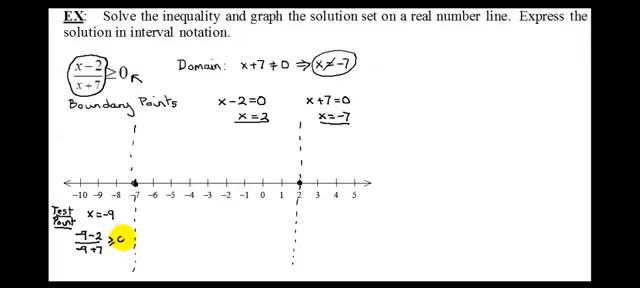 EX: Solve the inequality and graph the solution set on a real number line. Express the
solution in interval notation.
(x−2)/(x+7) ≥ 0
Domain: x+7 ≠ 0 ⇒ x ≠ -7
Boundary Points
x−2=0
x=2
x+7=0
x=-7
−10 −9 −8 −7 −6 −5 −4 −3 −2 −1 0 1 2 3 4 5
Test Point
x=-9
(-9-2)/(-9+7) ≥ 0